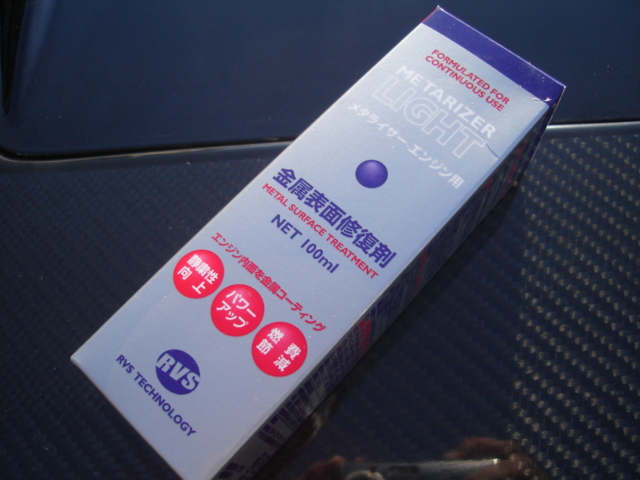 FORMULATED FOR
CONTINUOUS USE
METARIZER
LIGHT
メタライザー エンジン用
金属表面修復剤
METAL SURFACE TREATMENT
NET 100ml
エンジン内面を金属コーティング
静粛性
向上
パワー
アップ
燃費
節減
RVS
RVS TECHNOLOGY